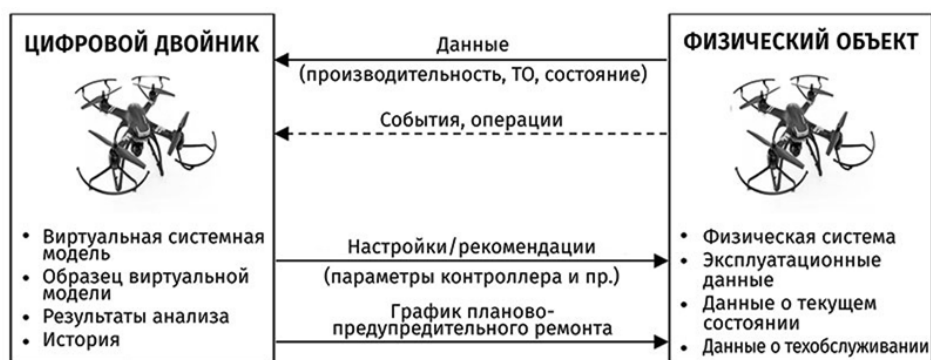 ЦИФРОВОЙ ДВОЙНИК
• Виртуальная системная
модель
• Образец виртуальной
модели
• Результаты анализа
• История
Данные
(производительность, ТО, состояние)
События, операции
Настройки/рекомендации
(параметры контроллера и пр.)
График планово-
предупредительного ремонта
ФИЗИЧЕСКИЙ ОБЪЕКТ
• Физическая система
• Эксплуатационные
данные
• Данные о текущем
состоянии
• Данные о техобслуживании